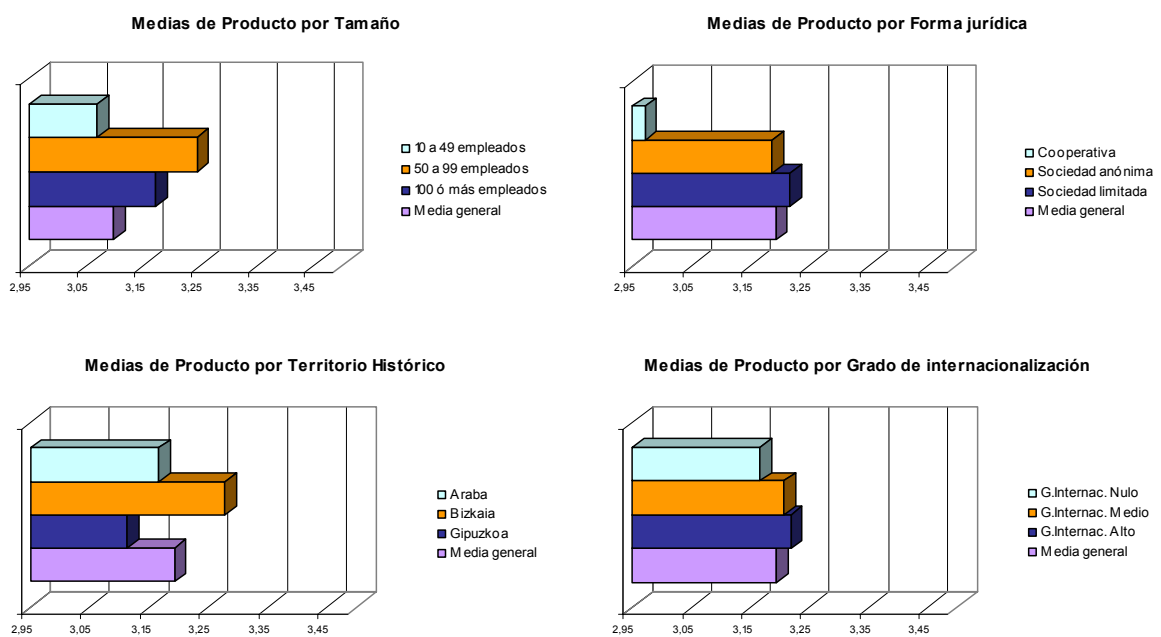 Medias de Producto por Tamaño
10 a 49 empleados
50 a 99 empleados
100 ó más empleados
Media general
2,95 3,05 3,15 3,25 3,35 3,45
Medias de Producto por Forma jurídica
Cooperativa
Sociedad anónima
Sociedad limitada
Media general
2,95 3,05 3,15 3,25 3,35 3,45
Medias de Producto por Territorio Histórico
Araba
Bizkaia
Gipuzkoa
Media general
2,95 3,05 3,15 3,25 3,35 3,45
Medias de Producto por Grado de internacionalización
G.Internac. Nulo
G.Internac. Medio
G.Internac. Alto
Media general
2,95 3,05 3,15 3,25 3,35 3,45